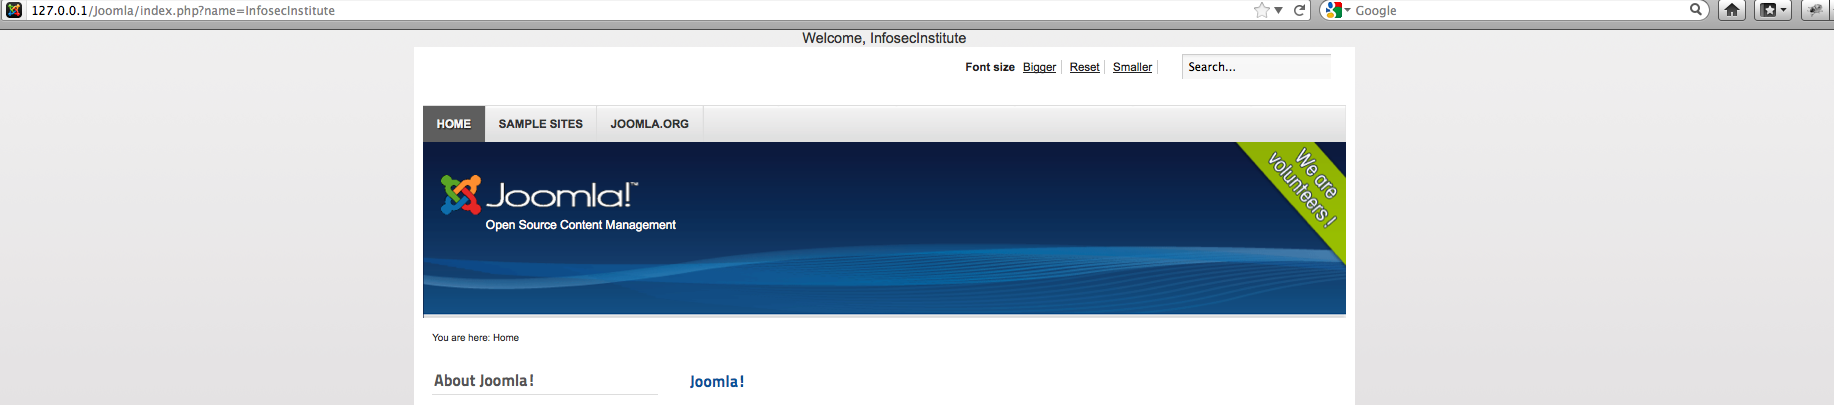 127.0.0.1/Joomla/index.php?name=InfosecInstitute Google
Welcome, InfosecInstitute
Font size Bigger Reset Smaller Search...
HOME SAMPLE SITES JOOMLA.ORG
We are
volunteers !
Joomla!™
Open Source Content Management
You are here: Home
About Joomla! Joomla!